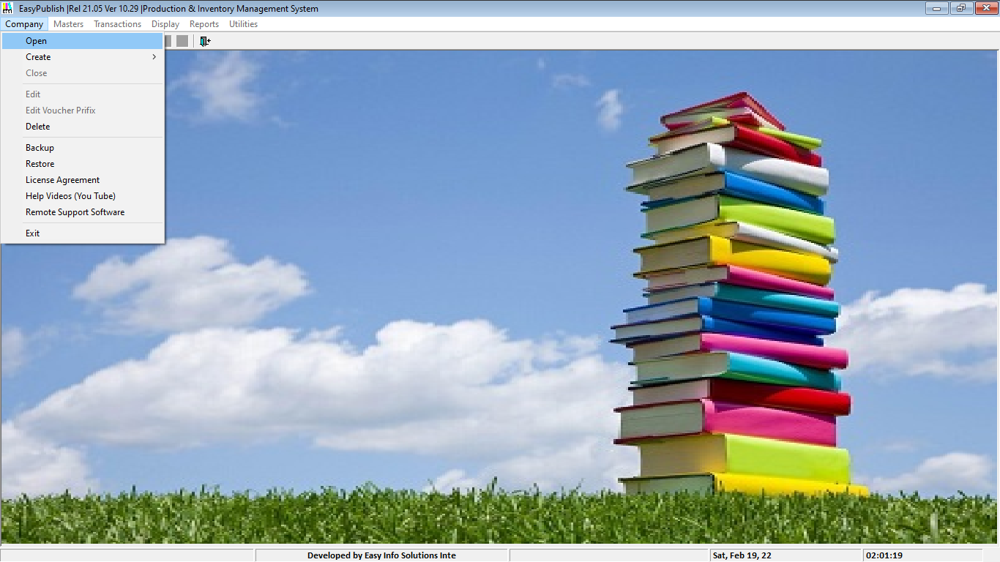 EasyPublish |Rel 21.05 Ver 10.29 |Production & Inventory Management System
Company Masters Transactions Display Reports Utilities
Open
Create
Close
Edit
Edit Voucher Prifix
Delete
Backup
Restore
License Agreement
Help Videos (You Tube)
Remote Support Software
Exit
Developed by Easy Info Solutions Inte
Sat, Feb 19, 22
02:01:19